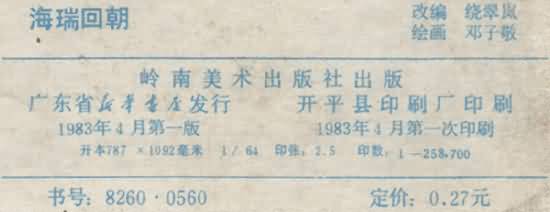 海瑞回朝
改编 绕翠岚
绘画 邓子敬
岭南美术出版社出版
广东省新华书店发行 开平县印刷厂印刷
1983年4月第一版 1983年4月第一次印刷
开本787×1092毫米 1/64 印张:2.5 印数:1—258,700
书号:8260·0560 定价:0.27元